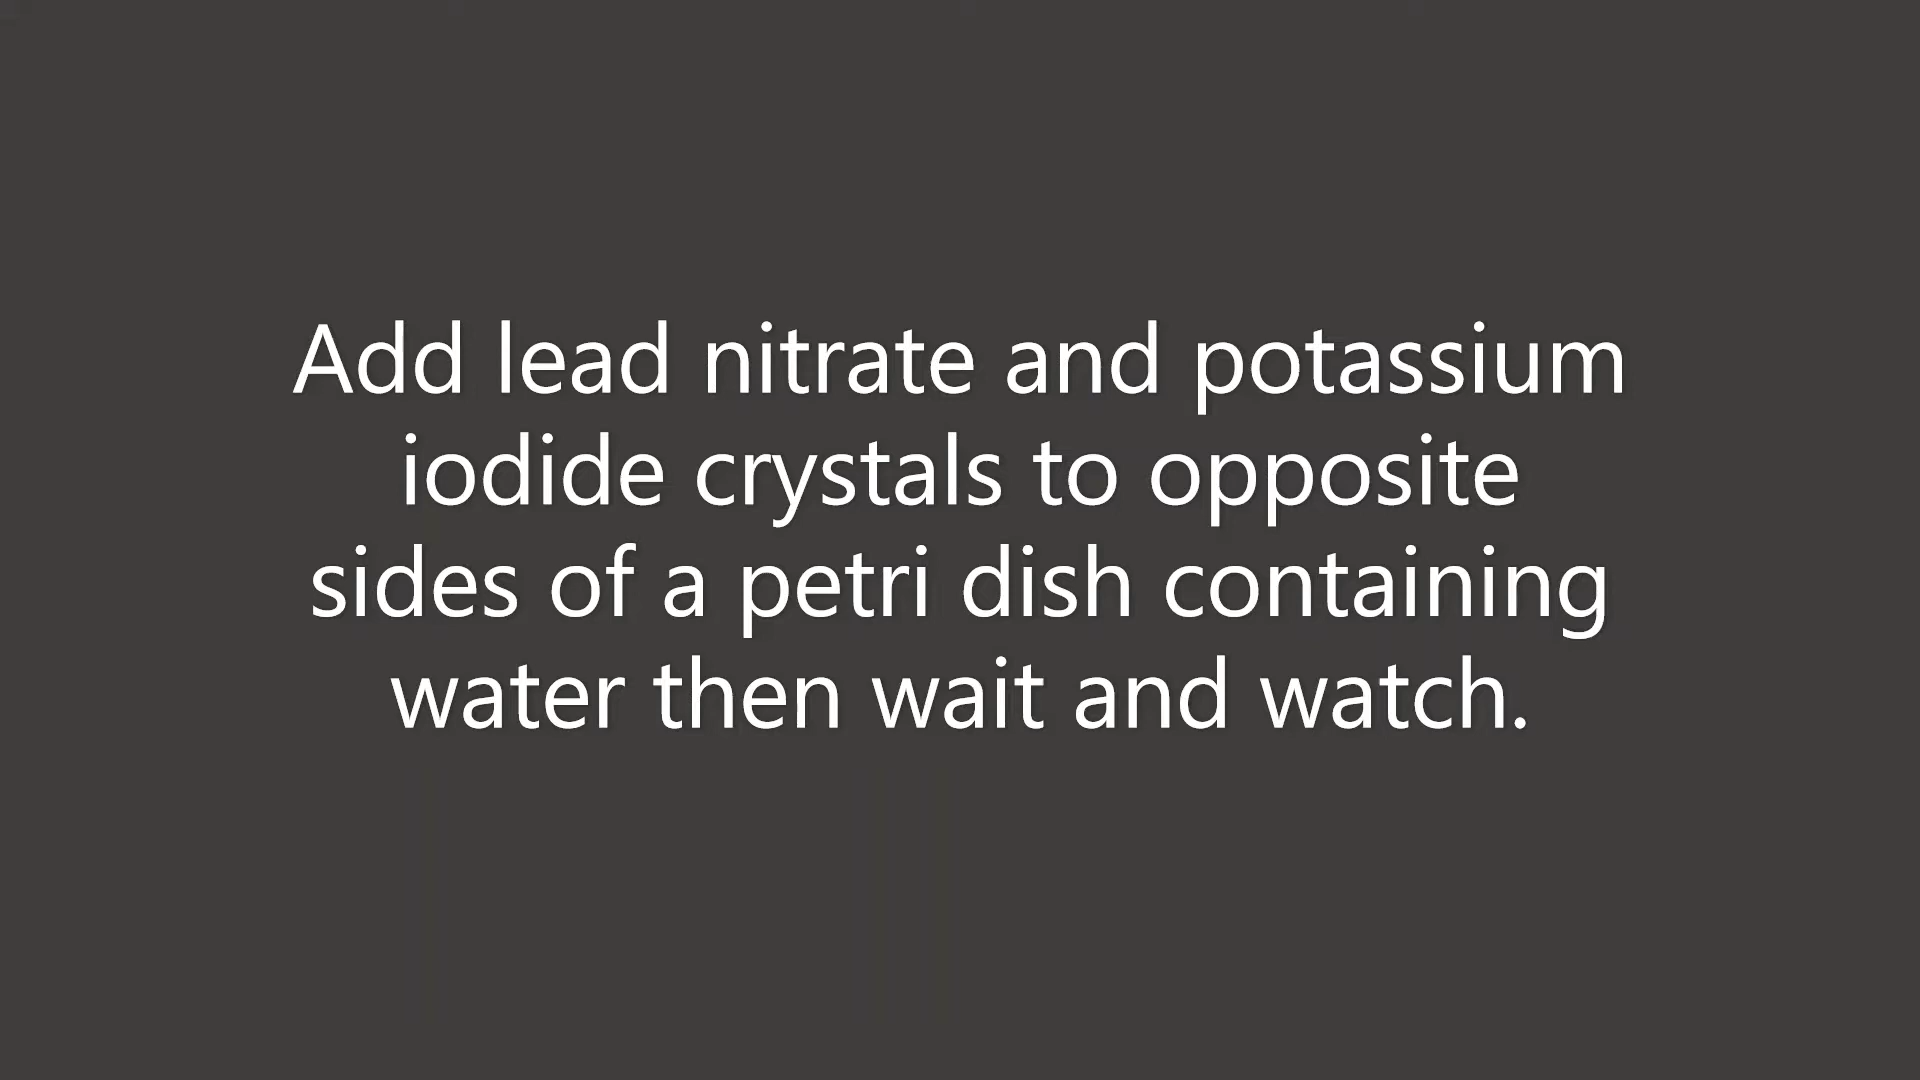 Add lead nitrate and potassium
iodide crystals to opposite
sides of a petri dish containing
water then wait and watch.